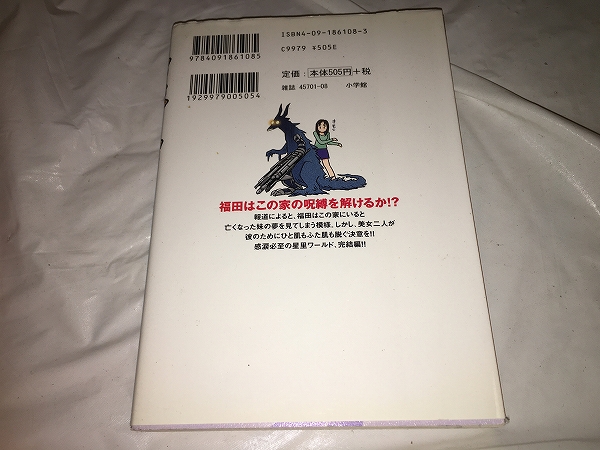 ISBN4-09-186108-3
C9979 ¥505E
9784091861085
定価：本体505円＋税
雑誌 45701-08 小学館
1929979005054
福田はこの家の呪縛を解けるか!?
報道によると、福田はこの家にいると
亡くなった妹の夢を見てしまう模様。しかし、美女二人が
彼のためにひと肌もふた肌も脱ぐ決意を!!
感涙必至の星里ワールド、完結編!!